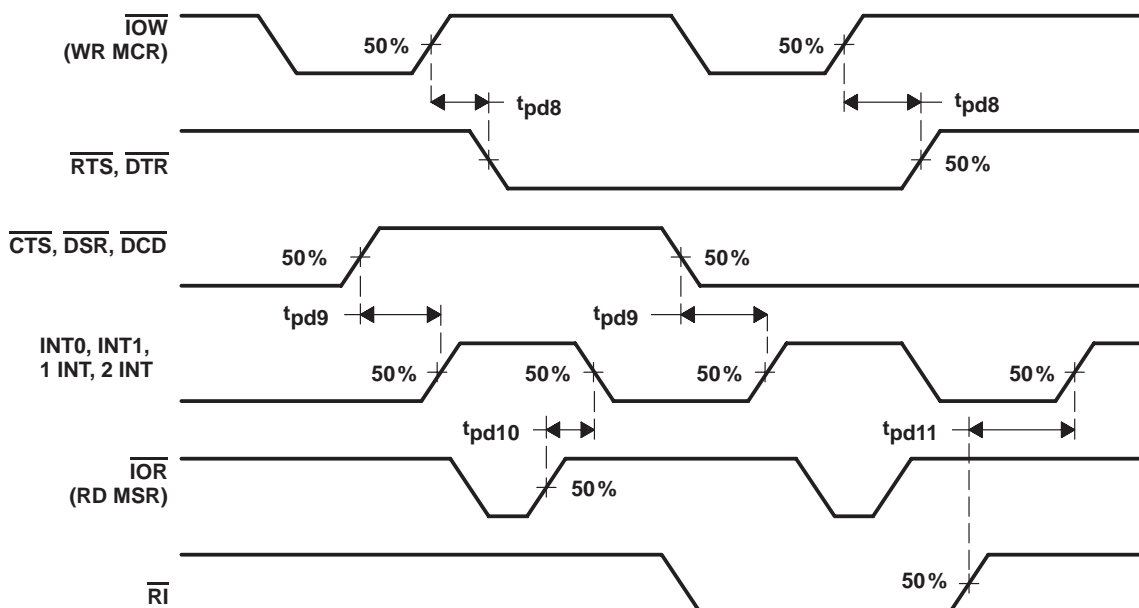 IOW
(WR MCR)
50%
50%
tpd8
tpd8
RTS, DTR
50%
CTS, DSR, DCD
50%
50%
tpd9
tpd9
INT0, INT1,
1 INT, 2 INT
50%
50%
50%
50%
tpd10
tpd11
IOR
(RD MSR)
50%
RI
50%